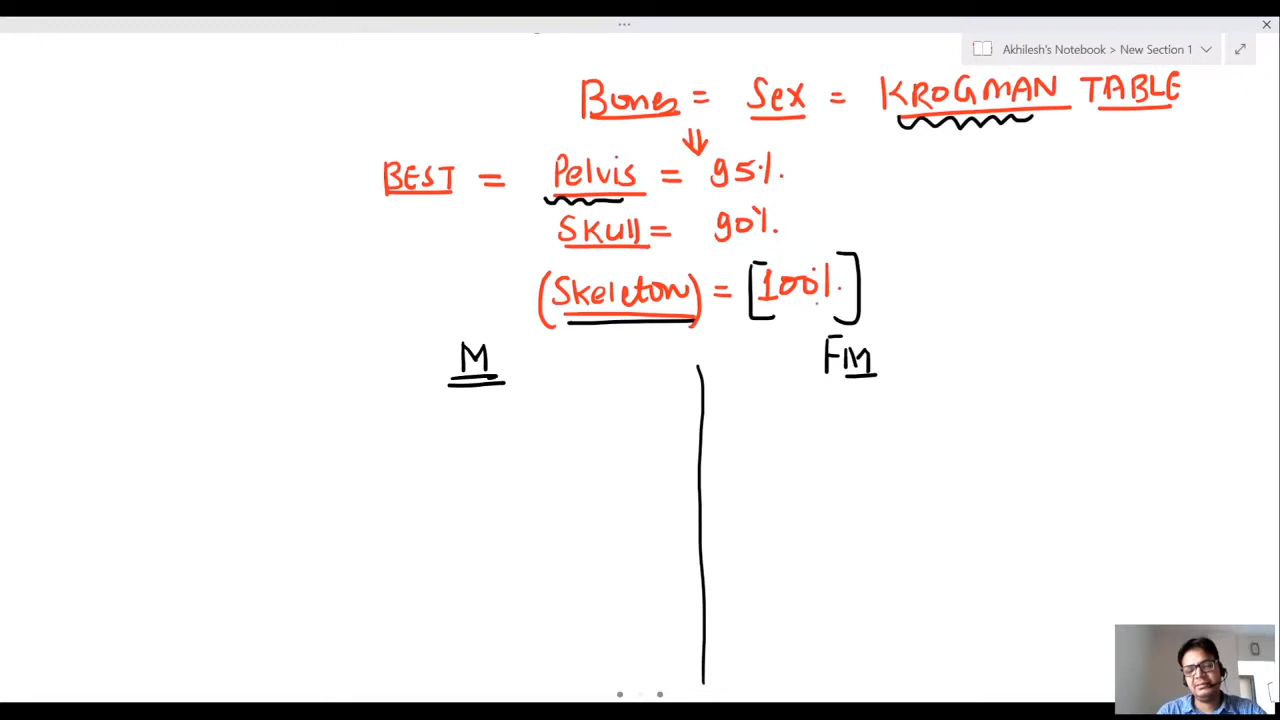 Akhilesh's Notebook > New Section 1
Bones = Sex = KROGMAN TABLE
BEST = Pelvis = 95%.
Skull = 90%.
(Skeleton) = [100%.]
M FM